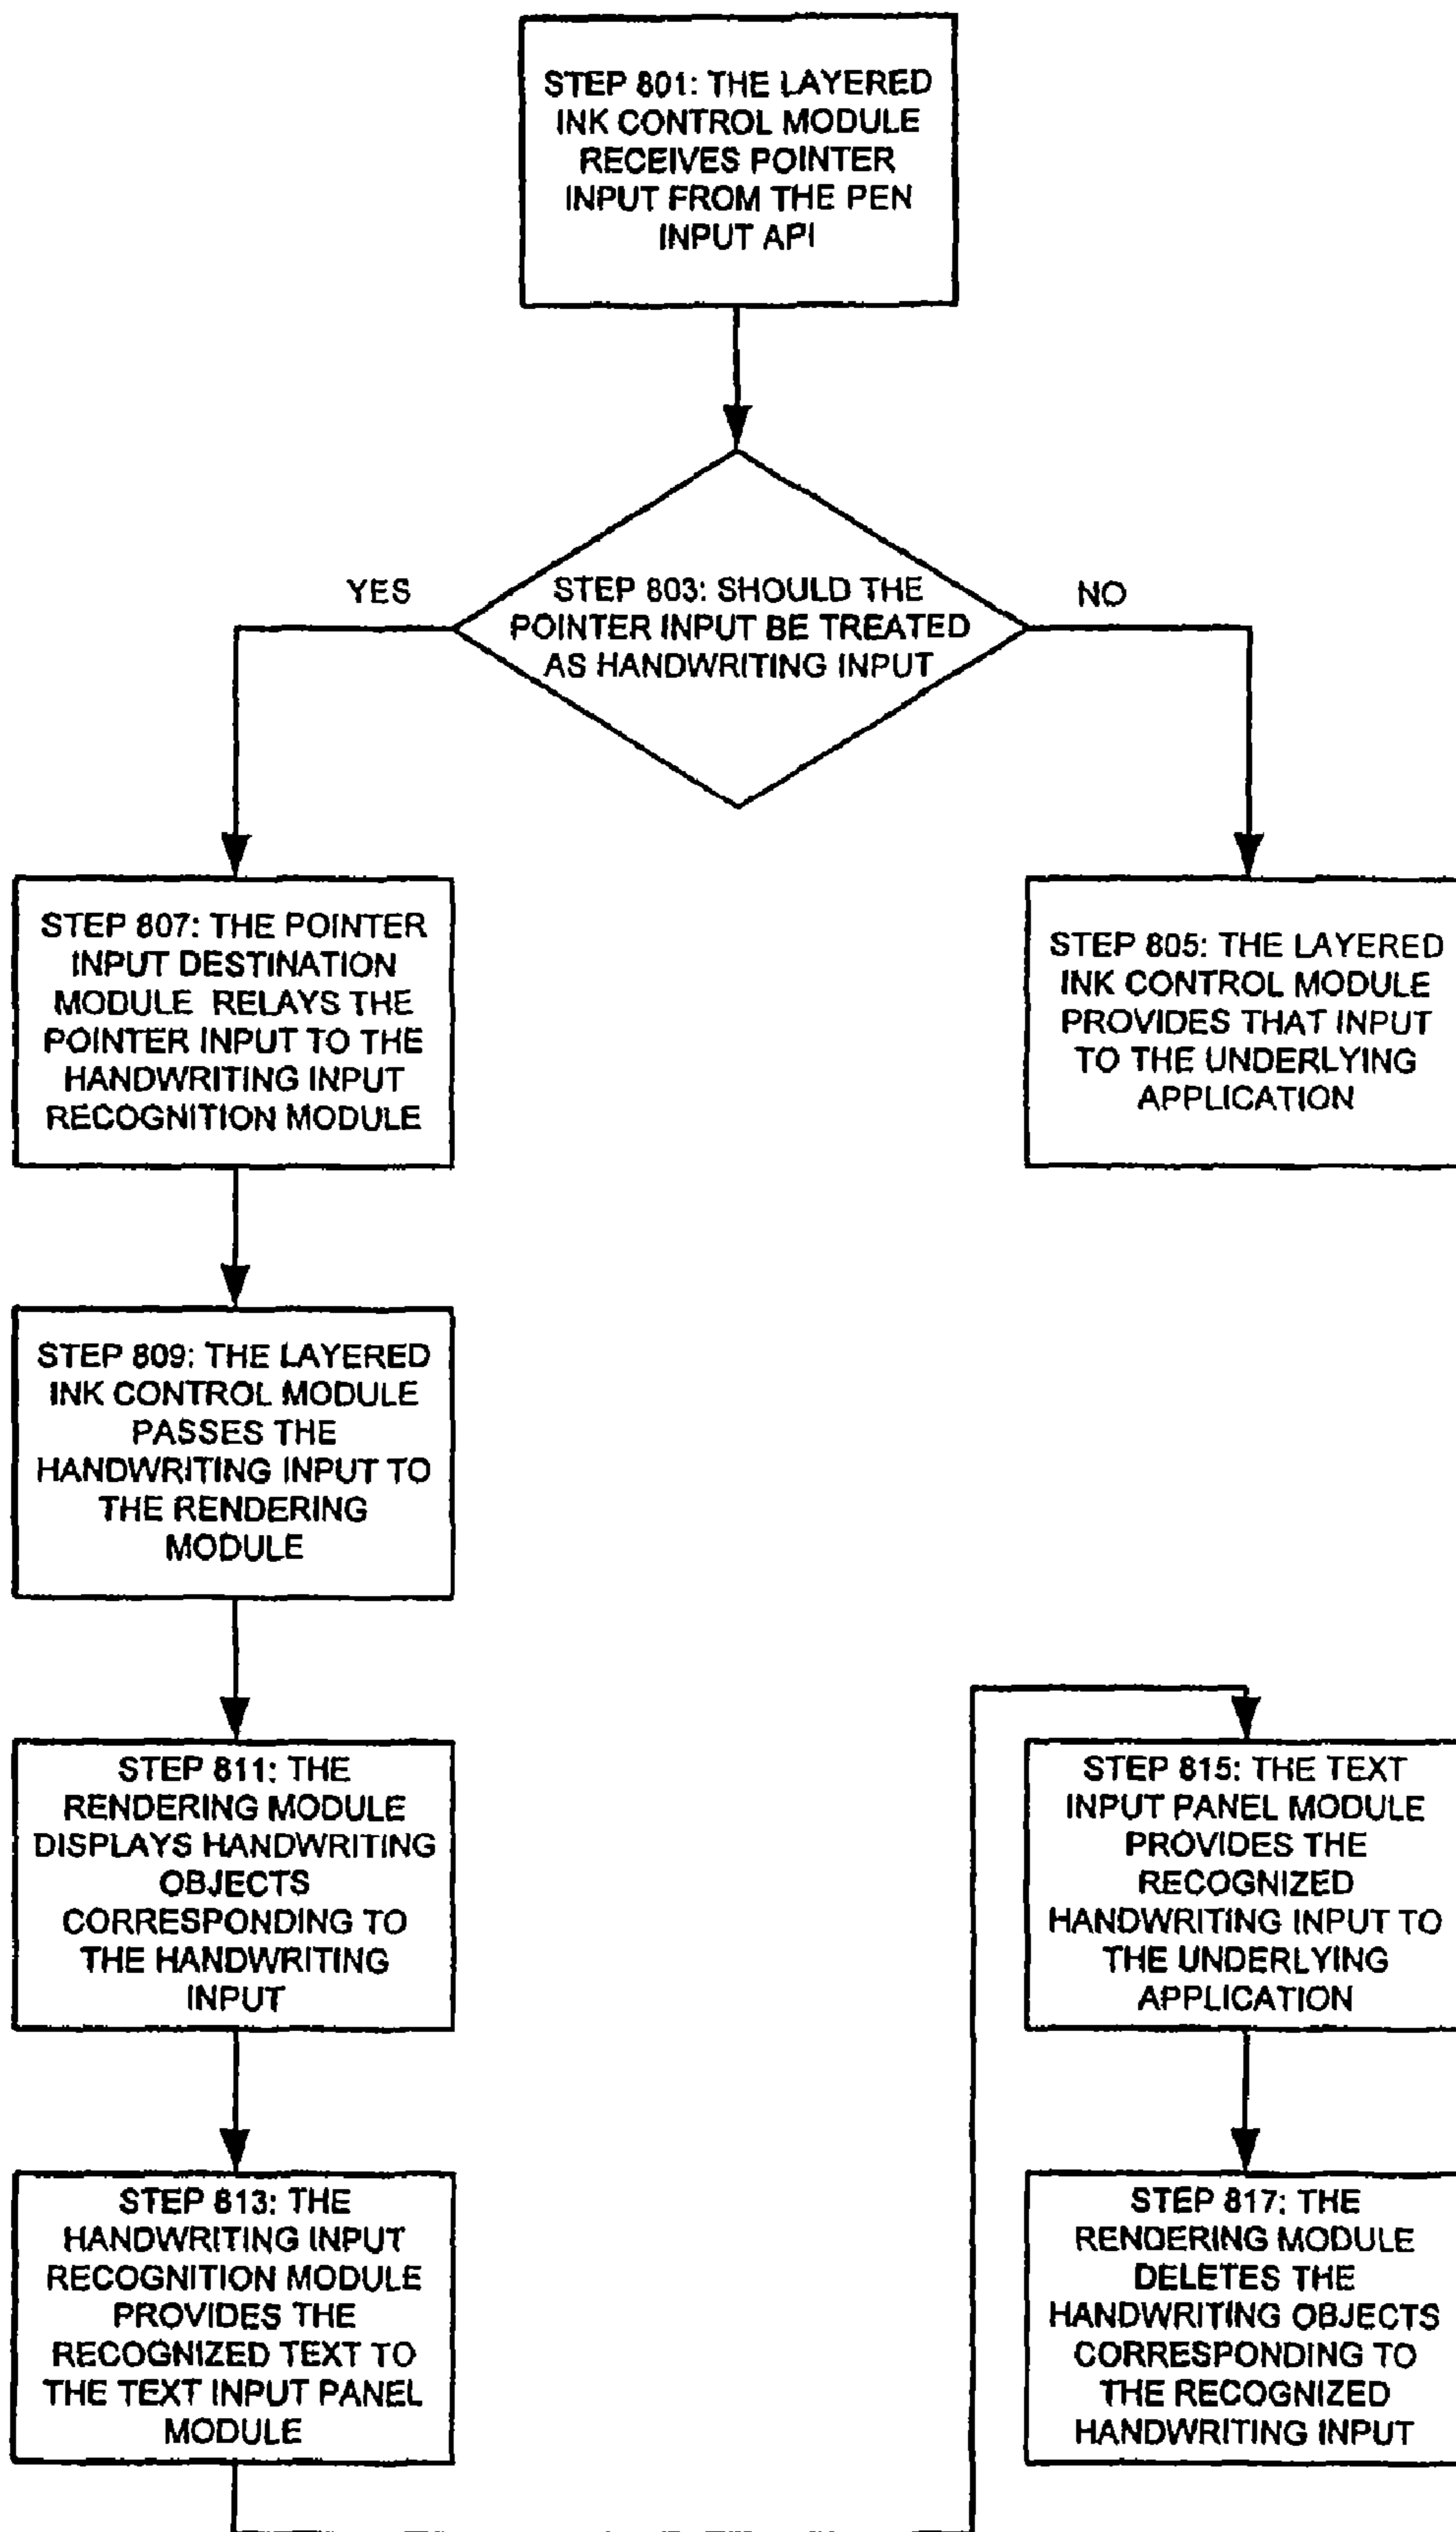 STEP 801: THE LAYERED
INK CONTROL MODULE
RECEIVES POINTER
INPUT FROM THE PEN
INPUT API
YES
STEP 803: SHOULD THE
POINTER INPUT BE TREATED
AS HANDWRITING INPUT
NO
STEP 807: THE POINTER
INPUT DESTINATION
MODULE RELAYS THE
POINTER INPUT TO THE
HANDWRITING INPUT
RECOGNITION MODULE
STEP 805: THE LAYERED
INK CONTROL MODULE
PROVIDES THAT INPUT
TO THE UNDERLYING
APPLICATION
STEP 809: THE LAYERED
INK CONTROL MODULE
PASSES THE
HANDWRITING INPUT TO
THE RENDERING
MODULE
STEP 811: THE
RENDERING MODULE
DISPLAYS HANDWRITING
OBJECTS
CORRESPONDING TO
THE HANDWRITING
INPUT
STEP 813: THE
HANDWRITING INPUT
RECOGNITION MODULE
PROVIDES THE
RECOGNIZED TEXT TO
THE TEXT INPUT PANEL
MODULE
STEP 815: THE TEXT
INPUT PANEL MODULE
PROVIDES THE
RECOGNIZED
HANDWRITING INPUT TO
THE UNDERLYING
APPLICATION
STEP 817: THE
RENDERING MODULE
DELETES THE
HANDWRITING OBJECTS
CORRESPONDING TO
THE RECOGNIZED
HANDWRITING INPUT